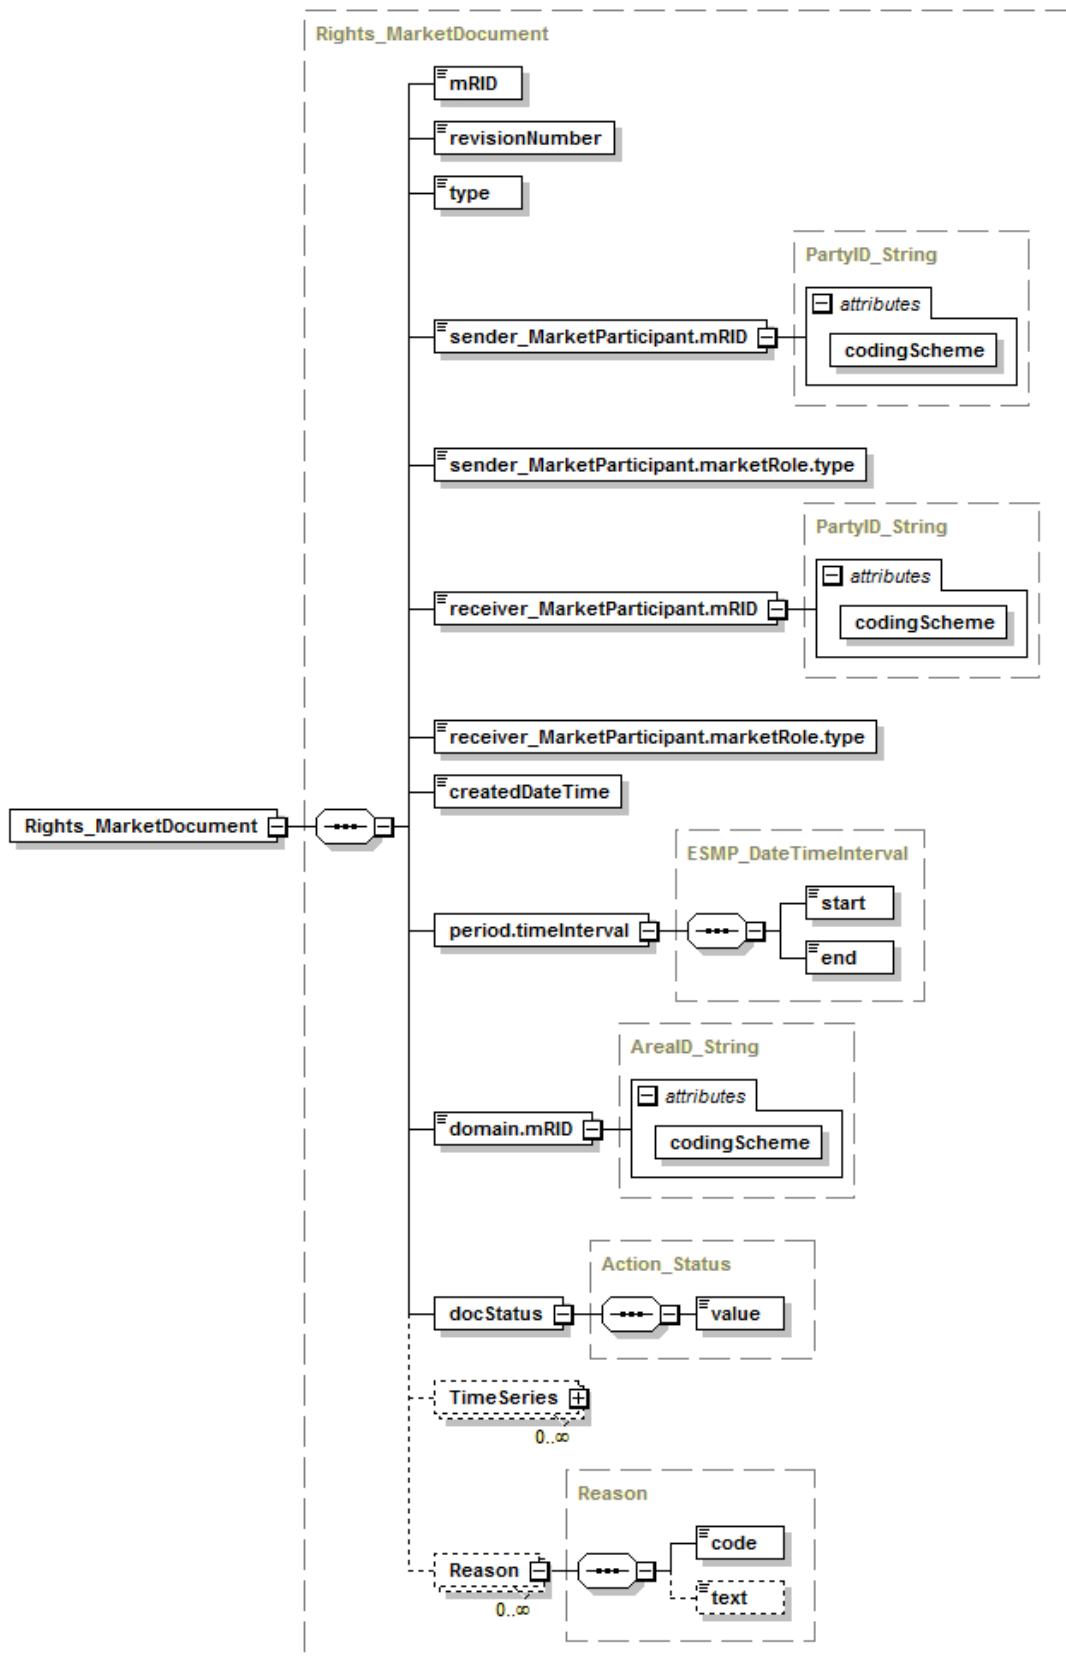 Rights_MarketDocument
mRID
revisionNumber
type
PartyID_String
attributes
sender_MarketParticipant.mRID
codingScheme
sender_MarketParticipant.marketRole.type
PartyID_String
attributes
receiver_MarketParticipant.mRID
codingScheme
receiver_MarketParticipant.marketRole.type
createdDateTime
Rights_MarketDocument
ESMP_DateTimeInterval
start
period.timeInterval
end
AreaID_String
attributes
domain.mRID
codingScheme
Action_Status
docStatus
value
TimeSeries
0..∞
Reason
code
Reason
text
0..∞